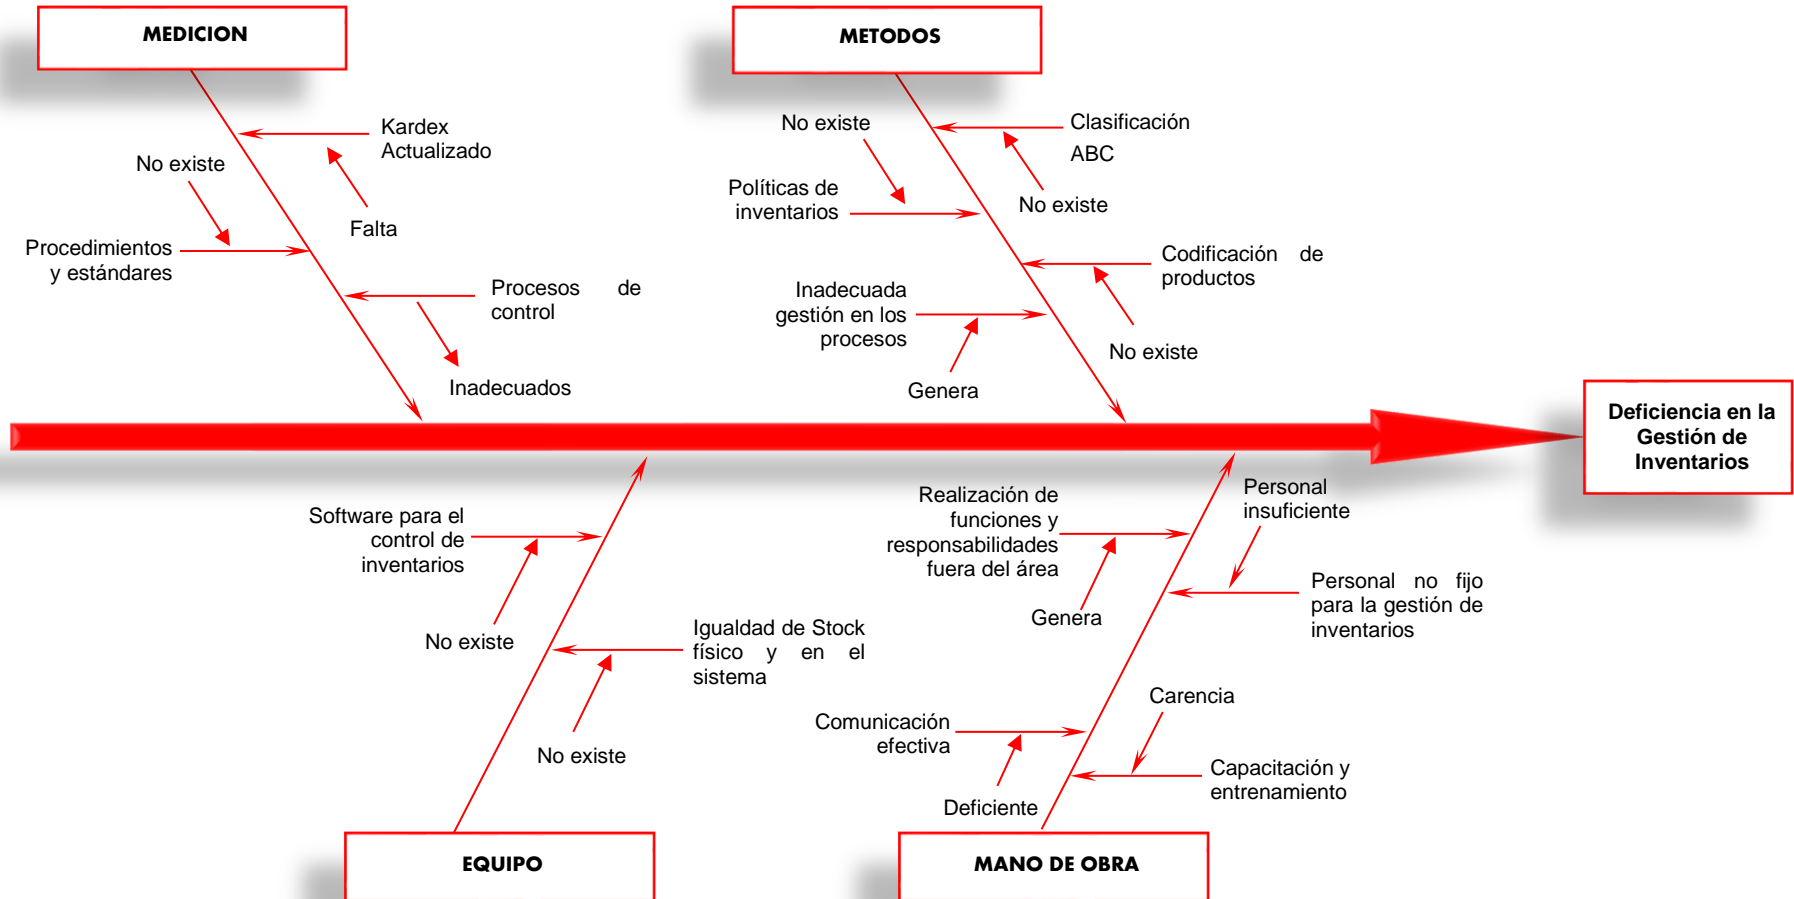 MEDICION
Kardex
Actualizado
No existe
Falta
Procedimientos
y estándares
Procesos de
control
Inadecuados
METODOS
No existe
Clasificación
ABC
Políticas de
inventarios
No existe
Codificación de
productos
Inadecuada
gestión en los
procesos
No existe
Genera
Deficiencia en la
Gestión de
Inventarios
Software para el
control de
inventarios
No existe
Igualdad de Stock
físico y en el
sistema
No existe
EQUIPO
Realización de
funciones y
responsabilidades
fuera del área
Genera
Personal
insuficiente
Personal no fijo
para la gestión de
inventarios
Comunicación
efectiva
Deficiente
Carencia
Capacitación y
entrenamiento
MANO DE OBRA